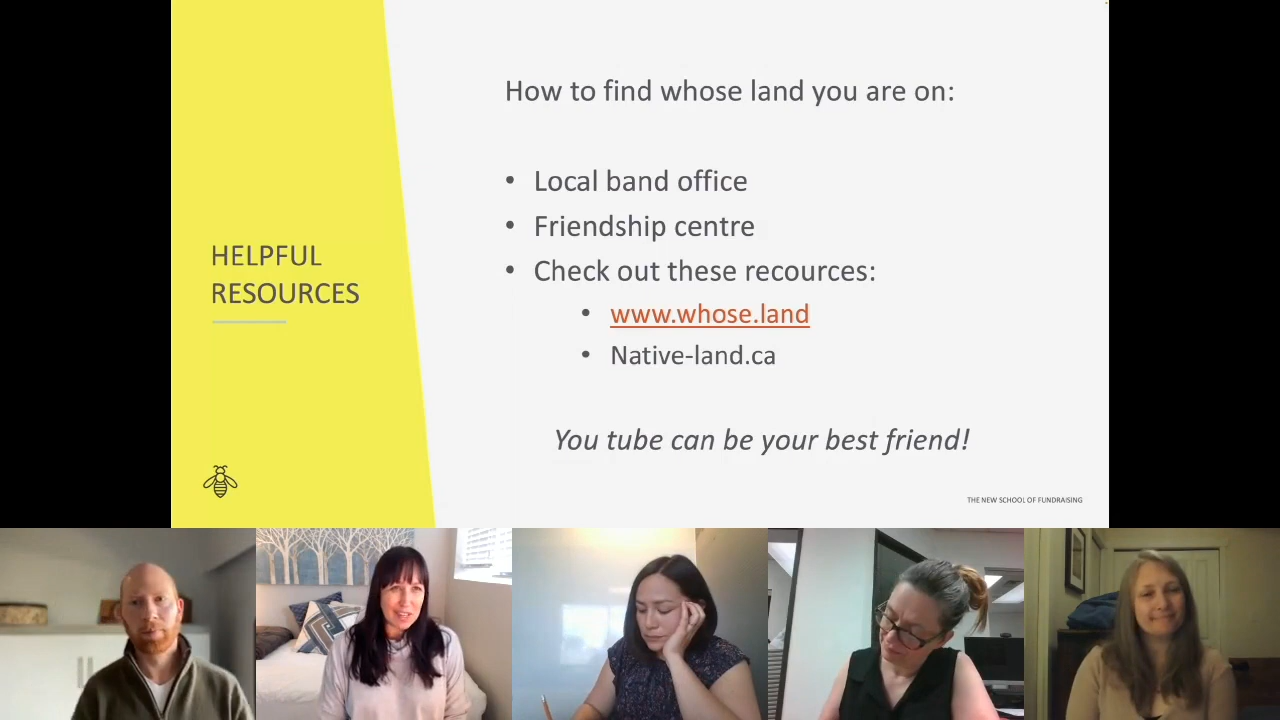 How to find whose land you are on:
• Local band office
• Friendship centre
• Check out these recources:
• www.whose.land
• Native-land.ca
You tube can be your best friend!
HELPFUL
RESOURCES
THE NEW SCHOOL OF FUNDRAISING